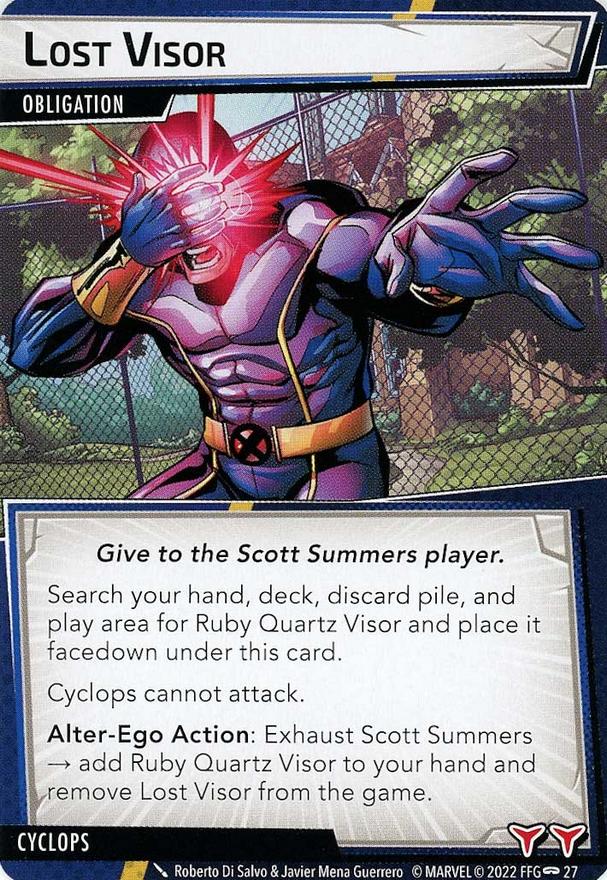 LOST VISOR
OBLIGATION
Give to the Scott Summers player.
Search your hand, deck, discard pile, and
play area for Ruby Quartz Visor and place it
facedown under this card.
Cyclops cannot attack.
Alter-Ego Action: Exhaust Scott Summers
→ add Ruby Quartz Visor to your hand and
remove Lost Visor from the game.
CYCLOPS
Roberto Di Salvo & Javier Mena Guerrero © MARVEL © 2022 FFG 27